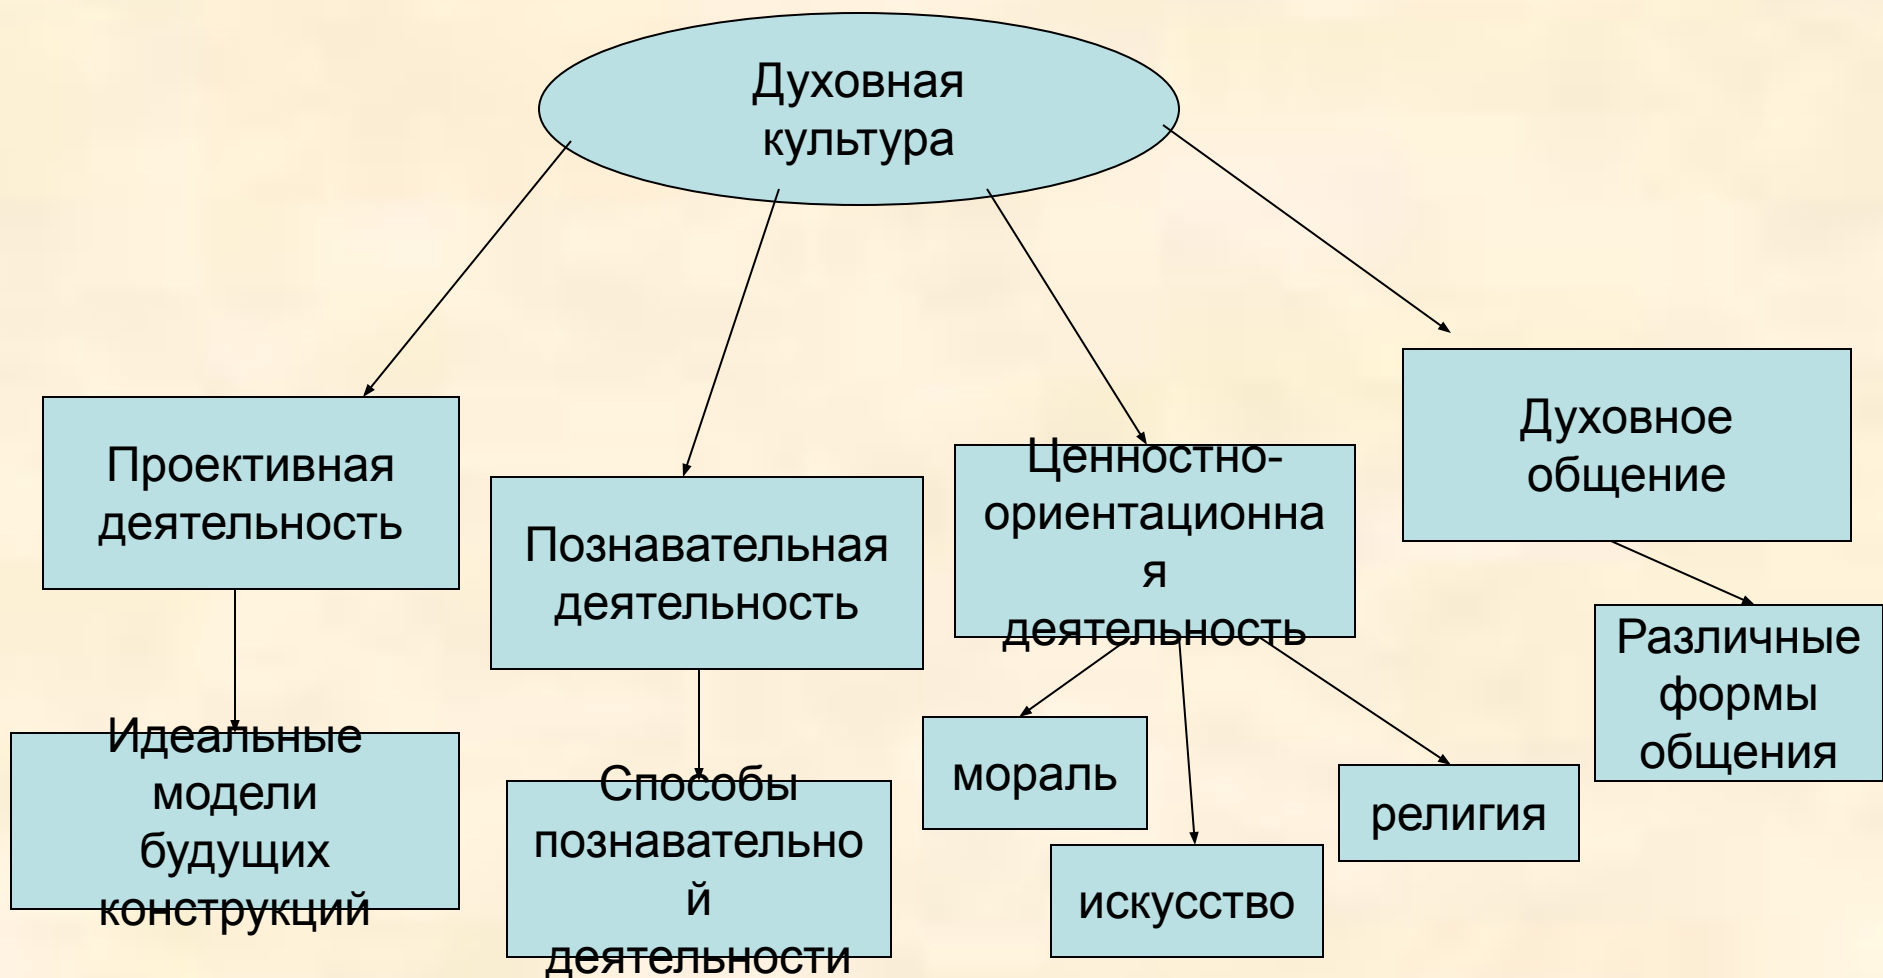 Духовная
культура
Проективная
деятельность
Познавательная
деятельность
Ценностно-
ориентационна
я
деятельность
Духовное
общение
Идеальные
модели
будущих
конструкций
Способы
познавательно
й
деятельности
мораль
искусство
религия
Различные
формы
общения